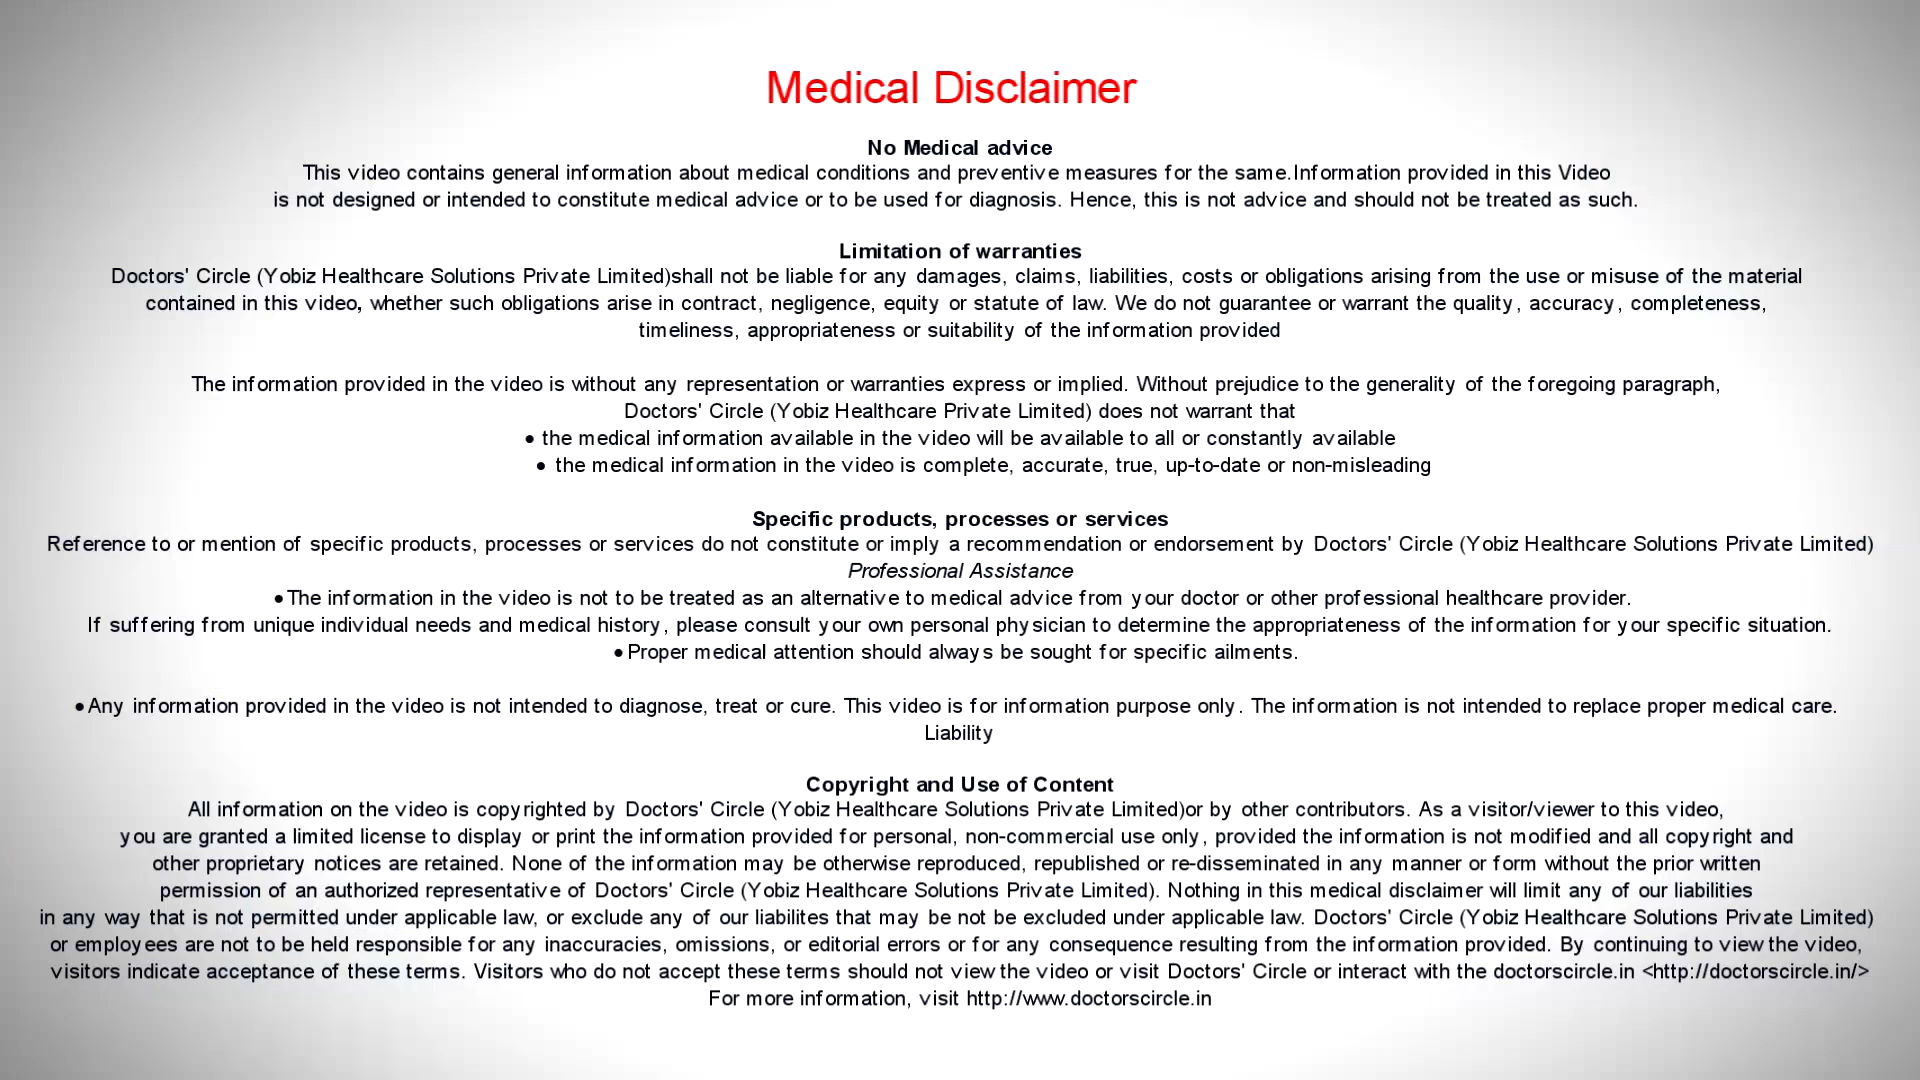 Medical Disclaimer
No Medical advice
This video contains general information about medical conditions and preventive measures for the same.Information provided in this Video
is not designed or intended to constitute medical advice or to be used for diagnosis. Hence, this is not advice and should not be treated as such.
Limitation of warranties
Doctors' Circle (Yobiz Healthcare Solutions Private Limited)shall not be liable for any damages, claims, liabilities, costs or obligations arising from the use or misuse of the material
contained in this video, whether such obligations arise in contract, negligence, equity or statute of law. We do not guarantee or warrant the quality, accuracy, completeness,
timeliness, appropriateness or suitability of the information provided
The information provided in the video is without any representation or warranties express or implied. Without prejudice to the generality of the foregoing paragraph,
Doctors' Circle (Yobiz Healthcare Private Limited) does not warrant that
• the medical information available in the video will be available to all or constantly available
• the medical information in the video is complete, accurate, true, up-to-date or non-misleading
Specific products, processes or services
Reference to or mention of specific products, processes or services do not constitute or imply a recommendation or endorsement by Doctors' Circle (Yobiz Healthcare Solutions Private Limited)
Professional Assistance
•The information in the video is not to be treated as an alternative to medical advice from your doctor or other professional healthcare provider.
If suffering from unique individual needs and medical history, please consult your own personal physician to determine the appropriateness of the information for your specific situation.
•Proper medical attention should always be sought for specific ailments.
•Any information provided in the video is not intended to diagnose, treat or cure. This video is for information purpose only. The information is not intended to replace proper medical care.
Liability
Copyright and Use of Content
All information on the video is copyrighted by Doctors' Circle (Yobiz Healthcare Solutions Private Limited)or by other contributors. As a visitor/viewer to this video,
you are granted a limited license to display or print the information provided for personal, non-commercial use only, provided the information is not modified and all copyright and
other proprietary notices are retained. None of the information may be otherwise reproduced, republished or re-disseminated in any manner or form without the prior written
permission of an authorized representative of Doctors' Circle (Yobiz Healthcare Solutions Private Limited). Nothing in this medical disclaimer will limit any of our liabilities
in any way that is not permitted under applicable law, or exclude any of our liabilites that may be not be excluded under applicable law. Doctors' Circle (Yobiz Healthcare Solutions Private Limited)
or employees are not to be held responsible for any inaccuracies, omissions, or editorial errors or for any consequence resulting from the information provided. By continuing to view the video,
visitors indicate acceptance of these terms. Visitors who do not accept these terms should not view the video or visit Doctors' Circle or interact with the doctorscircle.in <http://doctorscircle.in/>
For more information, visit http://www.doctorscircle.in